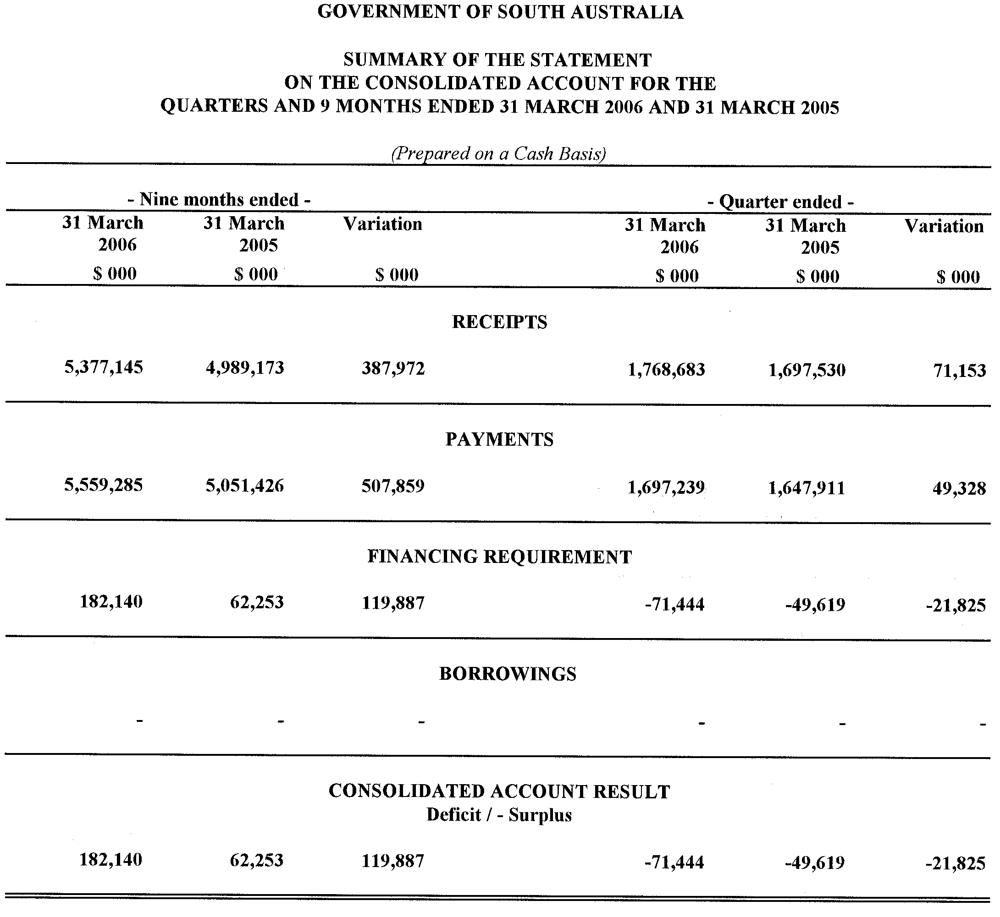 GOVERNMENT OF SOUTH AUSTRALIA
SUMMARY OF THE STATEMENT
ON THE CONSOLIDATED ACCOUNT FOR THE
QUARTERS AND 9 MONTHS ENDED 31 MARCH 2006 AND 31 MARCH 2005
(Prepared on a Cash Basis)
- Nine months ended - - Quarter ended -
31 March 31 March Variation 31 March 31 March Variation
2006 2005 2006 2005
$ 000 $ 000 $ 000 $ 000 $ 000 $ 000
RECEIPTS
5,377,145 4,989,173 387,972 1,768,683 1,697,530 71,153
PAYMENTS
5,559,285 5,051,426 507,859 1,697,239 1,647,911 49,328
FINANCING REQUIREMENT
182,140 62,253 119,887 -71,444 -49,619 -21,825
BORROWINGS
- - - - - -
CONSOLIDATED ACCOUNT RESULT
Deficit / - Surplus
182,140 62,253 119,887 -71,444 -49,619 -21,825